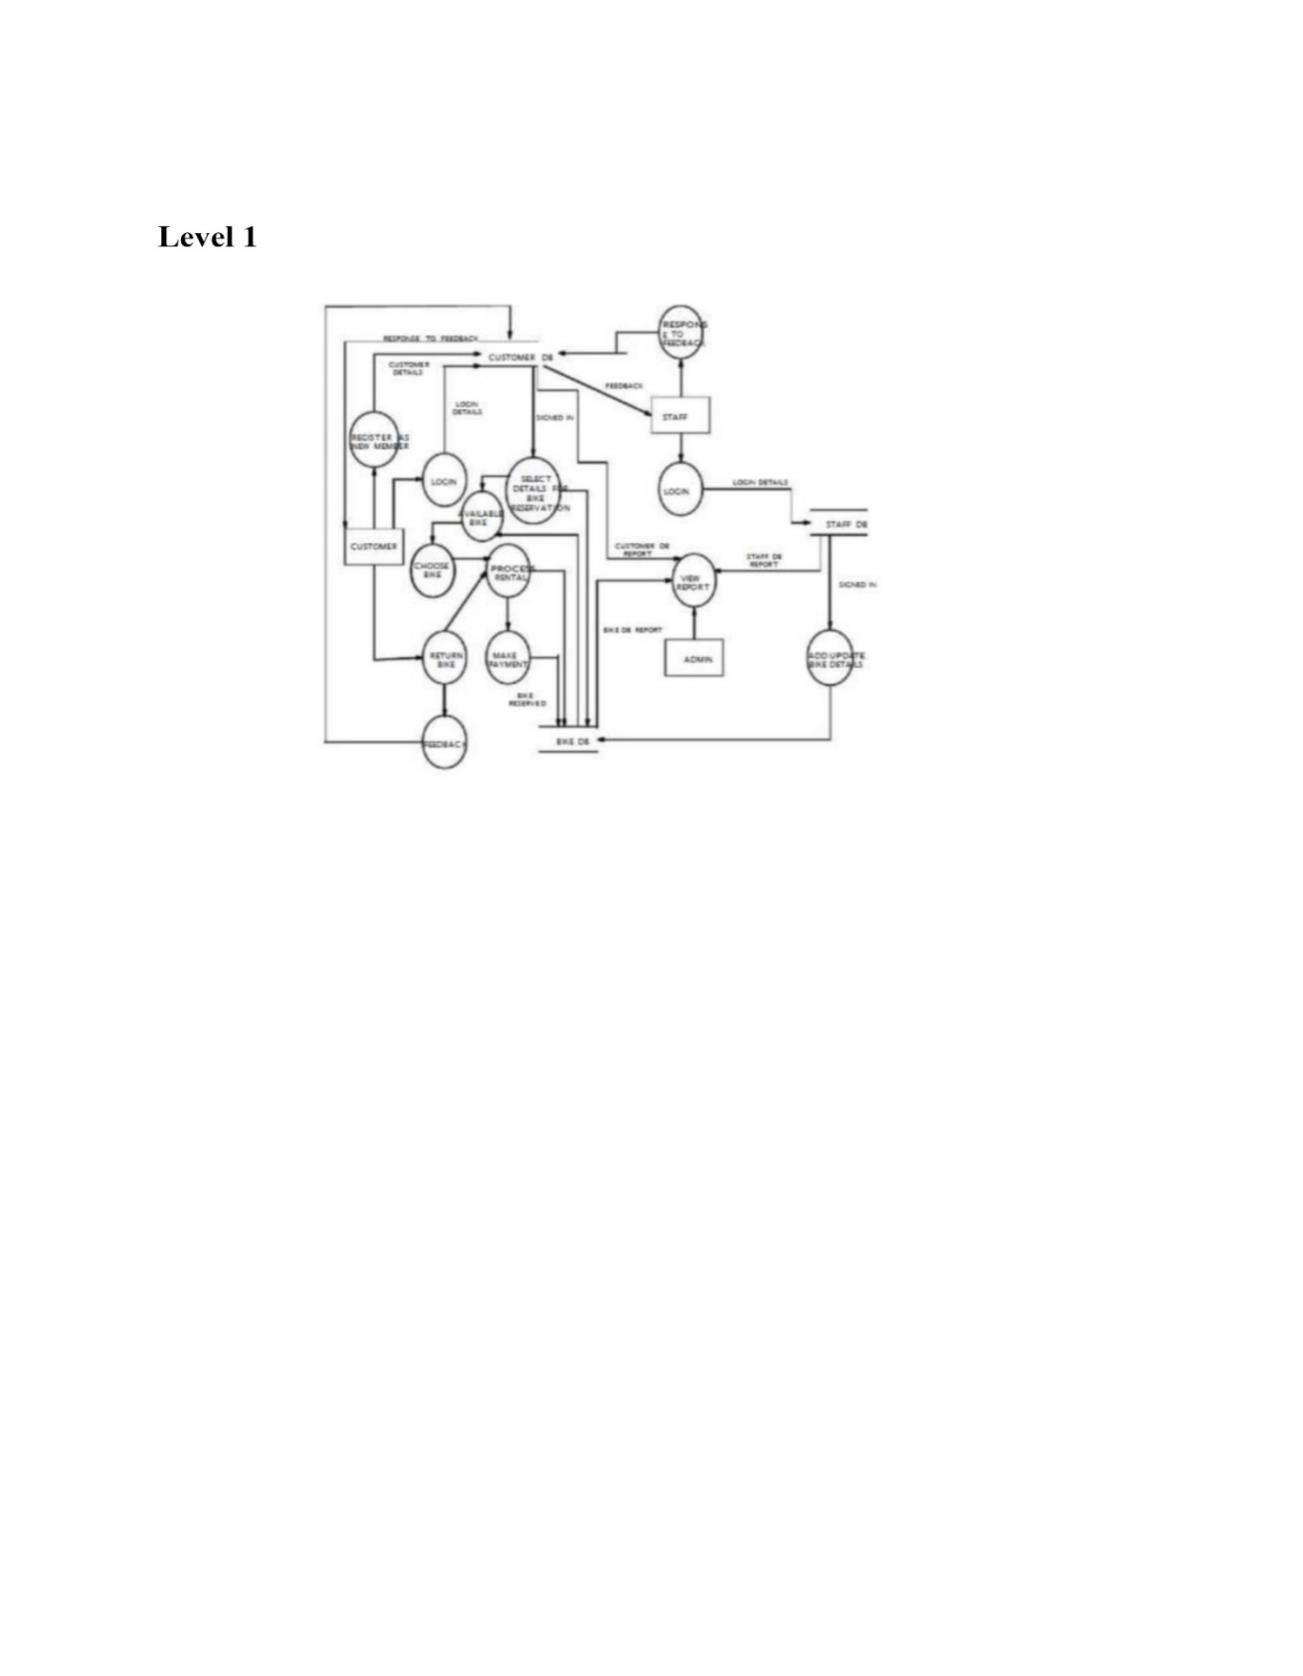 Level 1
RESPONS
E TO
FEEDBACK
RESPONSE TO FEEDBACK
CUSTOMER DB
CUSTOMER
DETAILS
FEEDBACK
LOGIN
DETAILS
SIGNED IN
STAFF
REGISTER AS
NEW MEMBER
LOGIN
SELECT
DETAILS FOR
BIKE
RESERVATION
LOGIN
LOGIN DETAILS
AVAILABLE
BIKE
STAFF DB
CUSTOMER
CUSTOMER DB
REPORT
STAFF DB
REPORT
CHOOSE
BIKE
PROCESS
RENTAL
VIEW
REPORT
SIGNED IN
BIKE DB REPORT
RETURN
BIKE
MAKE
PAYMENT
ADMIN
ADD UPDATE
BIKE DETAILS
BIKE
RESERVED
FEEDBACK
BIKE DB